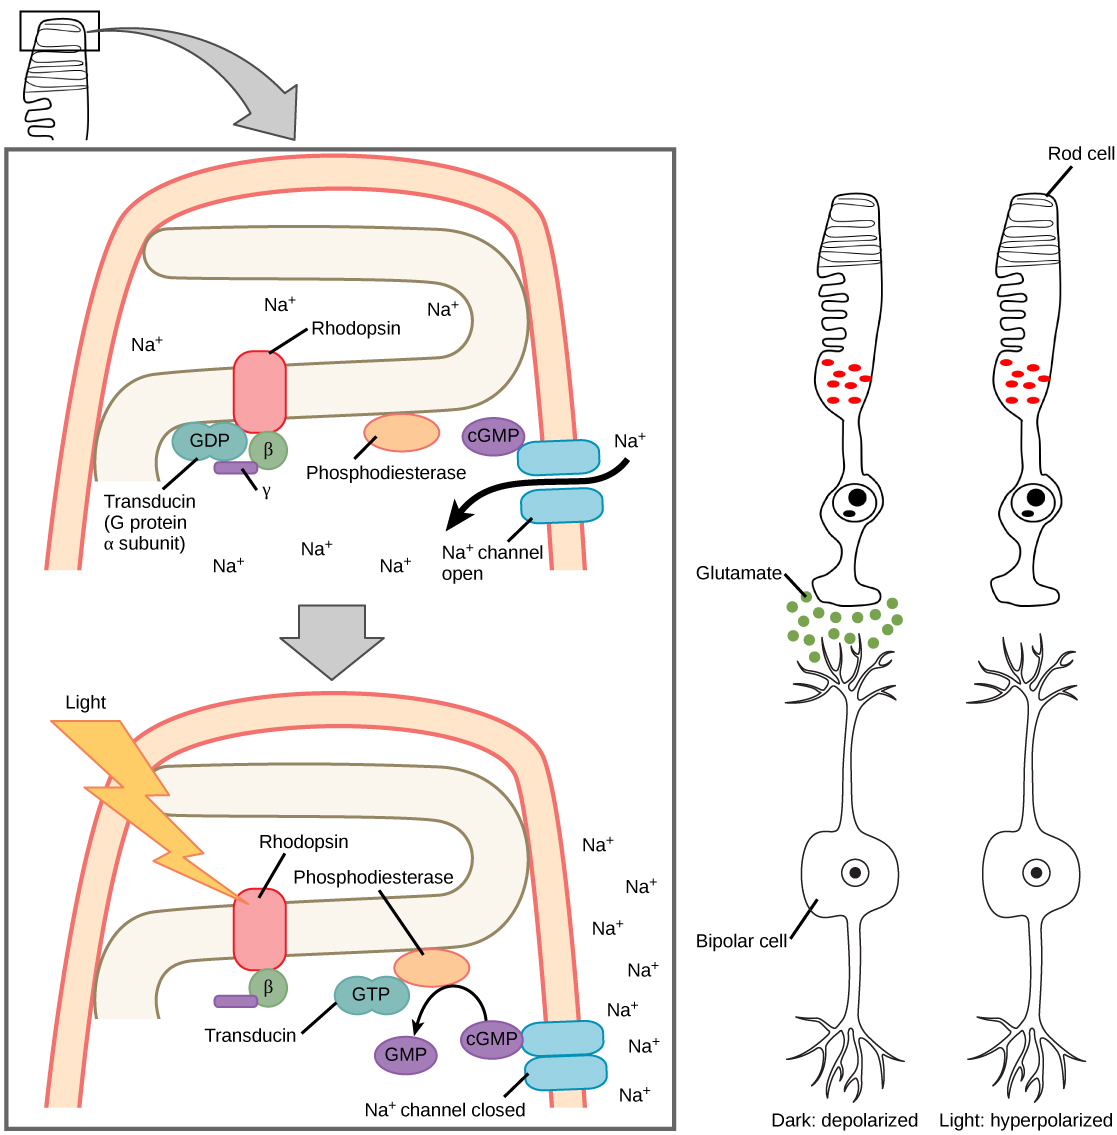 Na⁺
Na⁺
Na⁺
Rhodopsin
GDP
β
γ
Transducin
(G protein
α subunit)
Phosphodiesterase
cGMP
Na⁺
Na⁺ channel
open
Na⁺
Na⁺
Na⁺
Light
Rhodopsin
Phosphodiesterase
β
GTP
Transducin
GMP
cGMP
Na⁺ channel closed
Na⁺
Na⁺
Na⁺
Na⁺
Na⁺
Na⁺
Na⁺
Rod cell
Glutamate
Bipolar cell
Dark: depolarized
Light: hyperpolarized